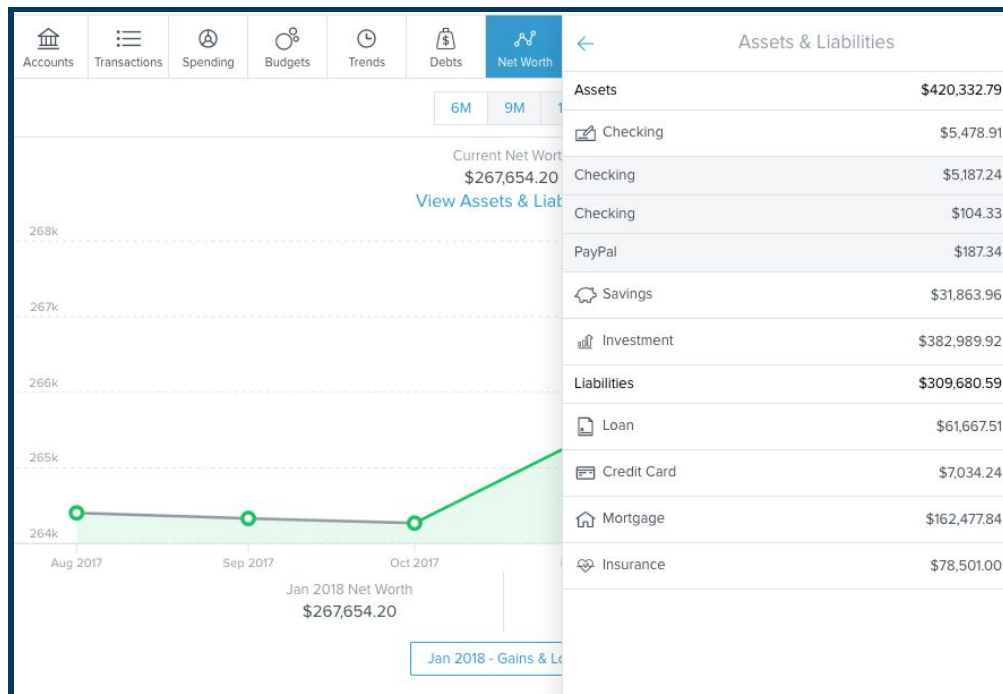 Accounts
Transactions
Spending
Budgets
Trends
Debts
Net Worth
6M
9M
Current Net Wort
$267,654.20
View Assets & Liab
268k
267k
266k
265k
264k
Aug 2017
Sep 2017
Oct 2017
Jan 2018 Net Worth
$267,654.20
Jan 2018 - Gains & Lo
Assets & Liabilities
Assets $420,332.79
Checking $5,478.91
Checking $5,187.24
Checking $104.33
PayPal $187.34
Savings $31,863.96
Investment $382,989.92
Liabilities $309,680.59
Loan $61,667.51
Credit Card $7,034.24
Mortgage $162,477.84
Insurance $78,501.00